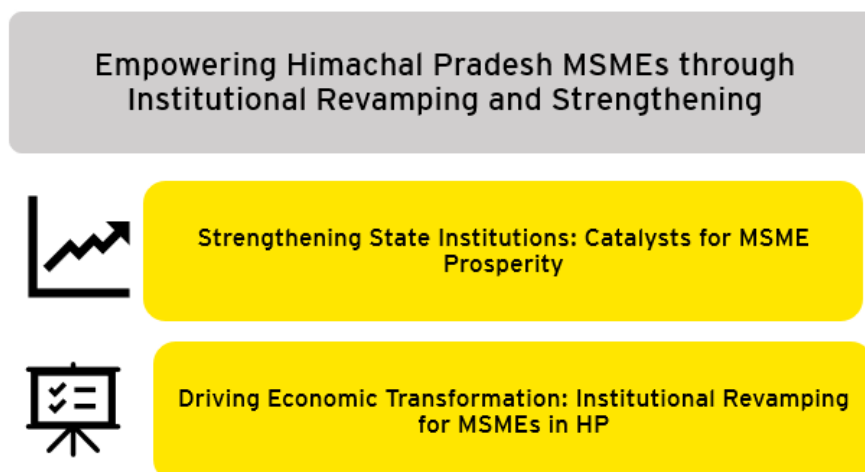 Empowering Himachal Pradesh MSMEs through
Institutional Revamping and Strengthening
Strengthening State Institutions: Catalysts for MSME
Prosperity
Driving Economic Transformation: Institutional Revamping
for MSMEs in HP